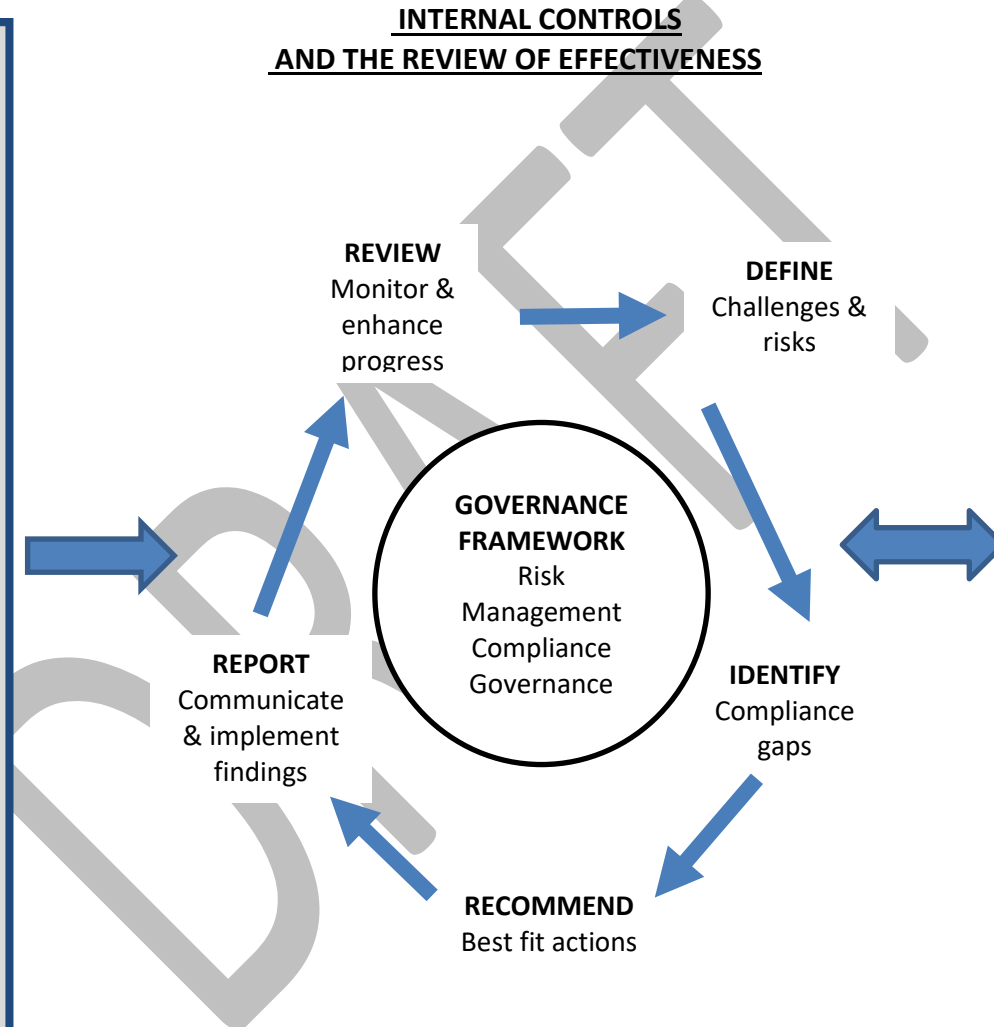 INTERNAL CONTROLS
AND THE REVIEW OF EFFECTIVENESS
REVIEW
Monitor &
enhance
progress
DEFINE
Challenges &
risks
GOVERNANCE
FRAMEWORK
Risk
Management
Compliance
Governance
REPORT
Communicate
& implement
findings
IDENTIFY
Compliance
gaps
RECOMMEND
Best fit actions
DRAFT